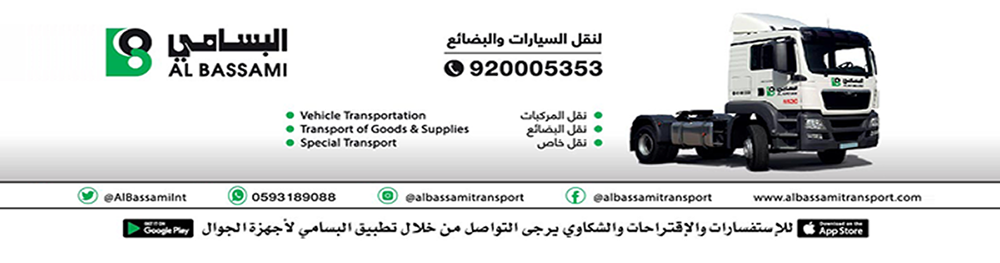 البسامي
AL BASSAMI
لنقل السيارات والبضائع
920005353
Vehicle Transportation
Transport of Goods & Supplies
Special Transport
نقل المركبات
نقل البضائع
نقل خاص
البسامي
@AlBassamiInt
0593189088
@albassamitransport
@albassamitransport
www.albassamitransport.com
GET IT ON
Google Play
للإستفسارات والإقتراحات والشكاوي يرجى التواصل من خلال تطبيق البسامي لأجهزة الجوال
Download on the
App Store